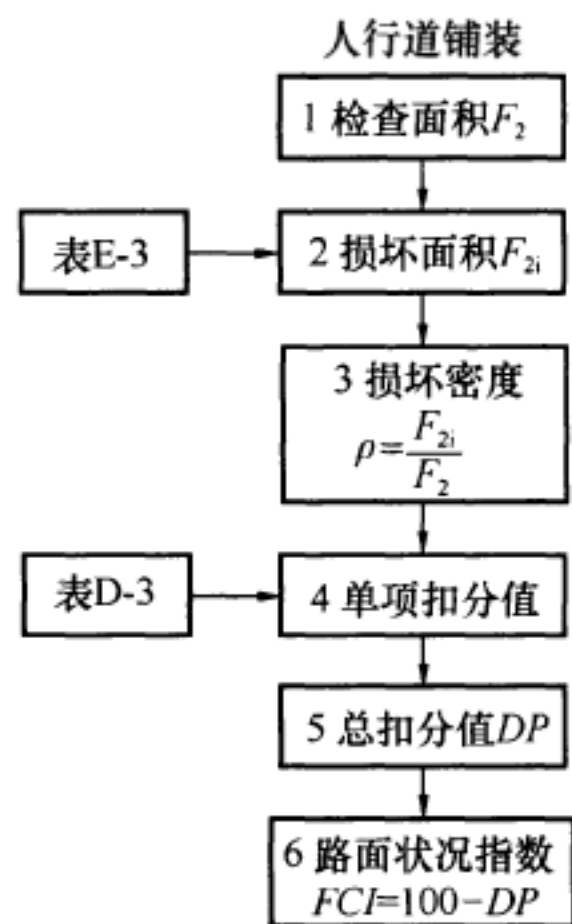 人行道铺装
1 检查面积F₂
表E-3
2 损坏面积F₂ᵢ
3 损坏密度
ρ=F₂ᵢ/F₂
表D-3
4 单项扣分值
5 总扣分值DP
6 路面状况指数
FCI=100-DP